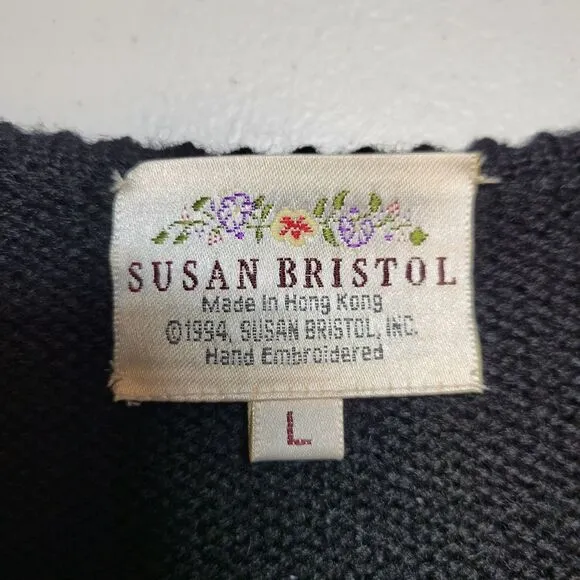 SUSAN BRISTOL
Made In Hong Kong
©1994, SUSAN BRISTOL, INC.
Hand Embroidered
L